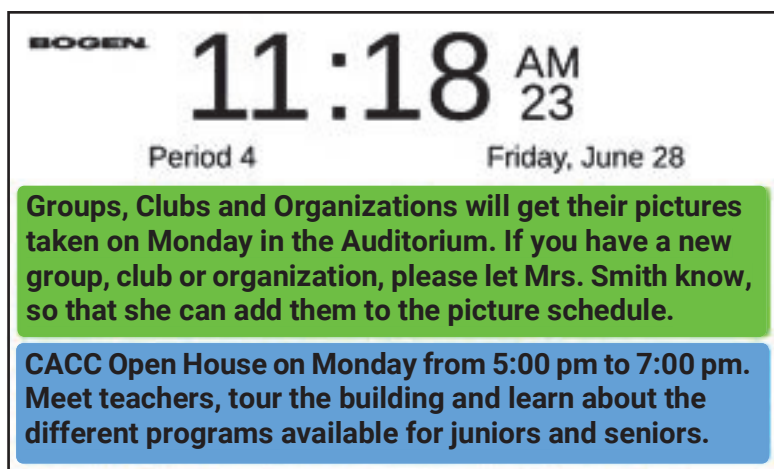 BOGEN
11:18 AM
23
Period 4 Friday, June 28
Groups, Clubs and Organizations will get their pictures
taken on Monday in the Auditorium. If you have a new
group, club or organization, please let Mrs. Smith know,
so that she can add them to the picture schedule.
CACC Open House on Monday from 5:00 pm to 7:00 pm.
Meet teachers, tour the building and learn about the
different programs available for juniors and seniors.